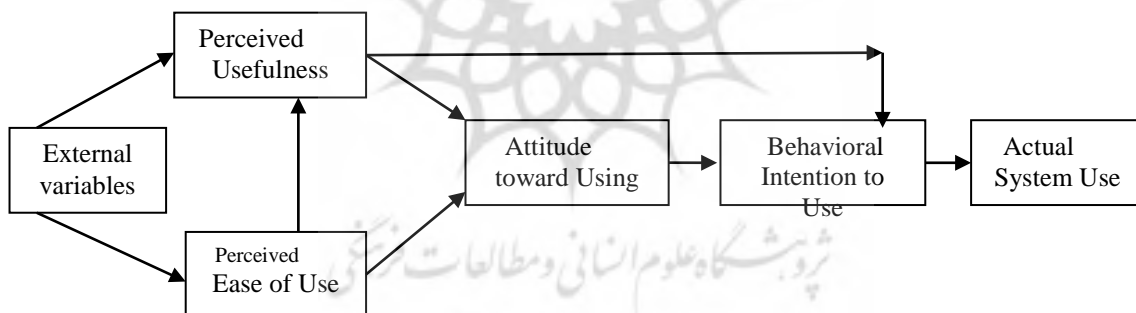 Perceived
Usefulness
External
variables
Attitude
toward Using
Behavioral
Intention to
Use
Actual
System Use
Perceived
Ease of Use
پژوهشگاه علوم انسانی و مطالعات فرهنگی